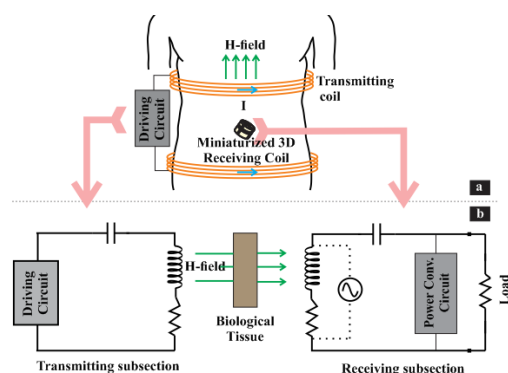 H-field
Transmitting
coil
I
Driving
Circuit
Miniaturized 3D
Receiving Coil
a
b
H-field
Driving
Circuit
Biological
Tissue
Power Conv.
Circuit
Load
Transmitting subsection
Receiving subsection